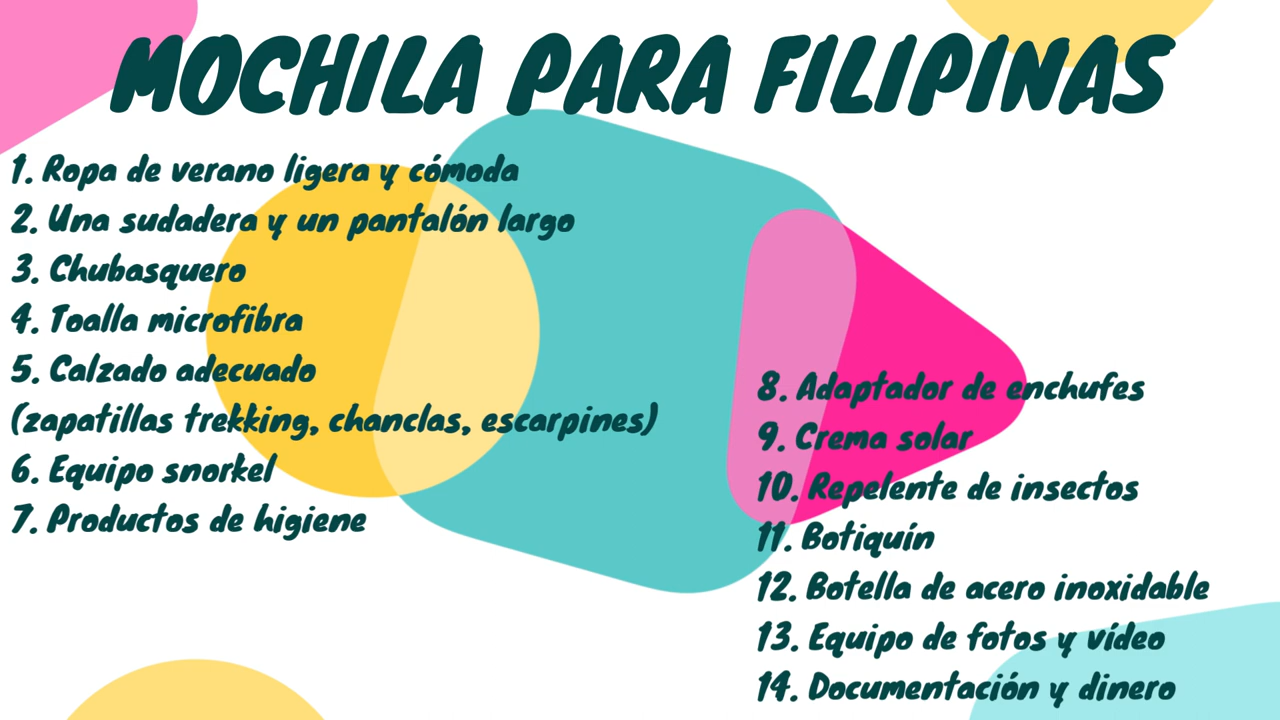 MOCHILA PARA FILIPINAS
1. Ropa de verano ligera y cómoda
2. Una sudadera y un pantalón largo
3. Chubasquero
4. Toalla microfibra
5. Calzado adecuado
(zapatillas trekking, chanclas, escarpines)
6. Equipo snorkel
7. Productos de higiene
8. Adaptador de enchufes
9. Crema solar
10. Repelente de insectos
11. Botiquín
12. Botella de acero inoxidable
13. Equipo de fotos y vídeo
14. Documentación y dinero